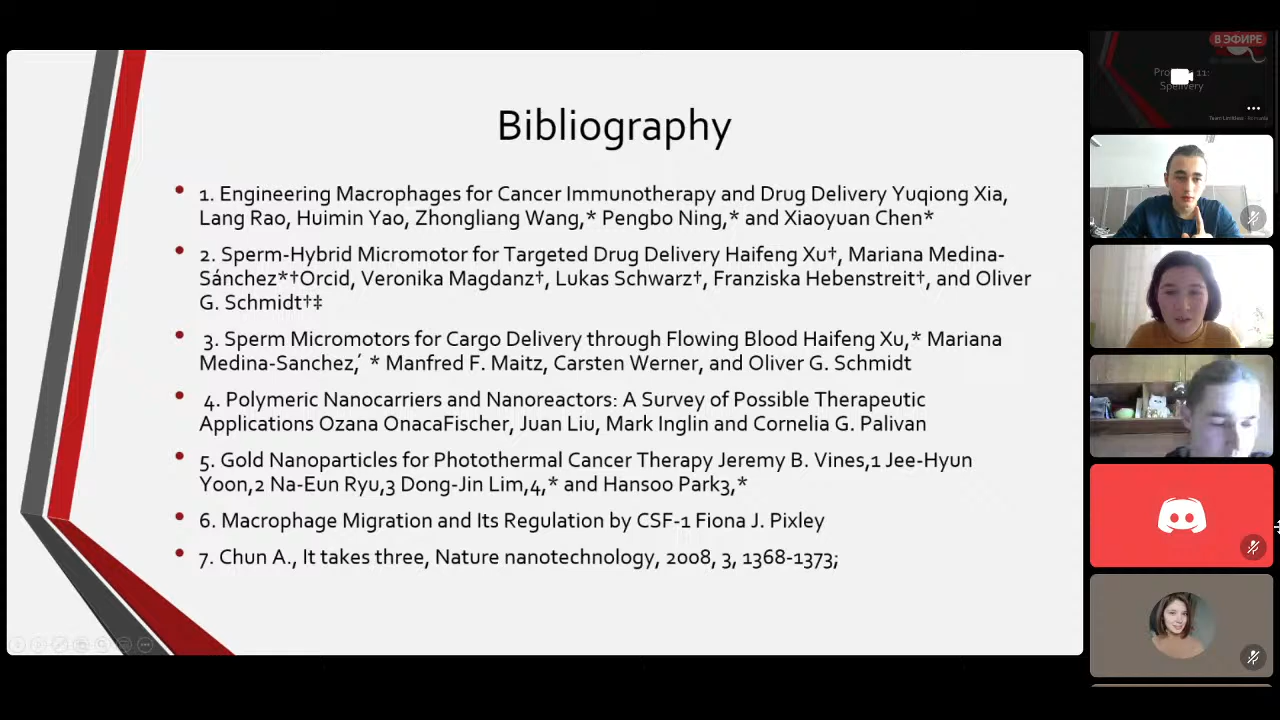 Bibliography
• 1. Engineering Macrophages for Cancer Immunotherapy and Drug Delivery Yuqiong Xia,
Lang Rao, Huimin Yao, Zhongliang Wang,* Pengbo Ning,* and Xiaoyuan Chen*
• 2. Sperm-Hybrid Micromotor for Targeted Drug Delivery Haifeng Xu†, Mariana Medina-
Sánchez*†Orcid, Veronika Magdanz†, Lukas Schwarz†, Franziska Hebenstreit†, and Oliver
G. Schmidt†‡
• 3. Sperm Micromotors for Cargo Delivery through Flowing Blood Haifeng Xu,* Mariana
Medina-Sanchez,´ * Manfred F. Maitz, Carsten Werner, and Oliver G. Schmidt
• 4. Polymeric Nanocarriers and Nanoreactors: A Survey of Possible Therapeutic
Applications Ozana OnacaFischer, Juan Liu, Mark Inglin and Cornelia G. Palivan
• 5. Gold Nanoparticles for Photothermal Cancer Therapy Jeremy B. Vines,1 Jee-Hyun
Yoon,2 Na-Eun Ryu,3 Dong-Jin Lim,4,* and Hansoo Park3,*
• 6. Macrophage Migration and Its Regulation by CSF-1 Fiona J. Pixley
• 7. Chun A., It takes three, Nature nanotechnology, 2008, 3, 1368-1373;
В ЭФИРЕ
11:
Spelivery